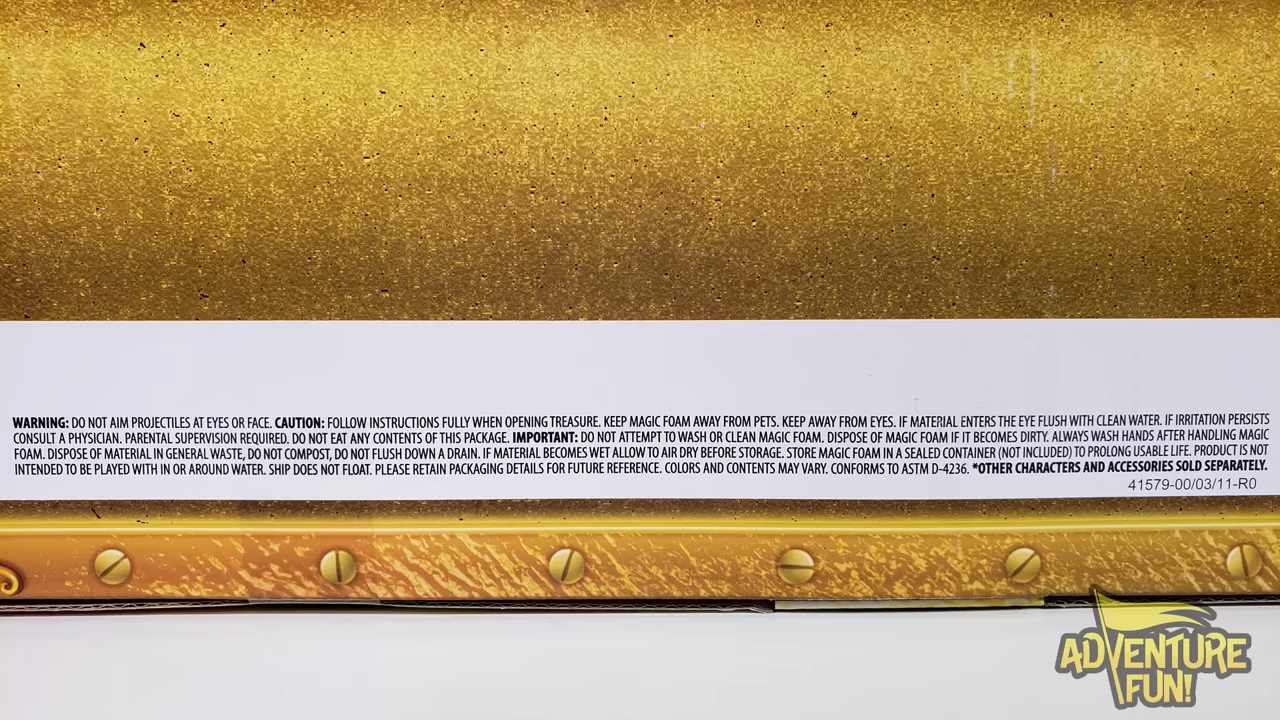 WARNING: DO NOT AIM PROJECTILES AT EYES OR FACE. CAUTION: FOLLOW INSTRUCTIONS FULLY WHEN OPENING TREASURE. KEEP MAGIC FOAM AWAY FROM PETS. KEEP AWAY FROM EYES. IF MATERIAL ENTERS THE EYE FLUSH WITH CLEAN WATER. IF IRRITATION PERSISTS
CONSULT A PHYSICIAN. PARENTAL SUPERVISION REQUIRED. DO NOT EAT ANY CONTENTS OF THIS PACKAGE. IMPORTANT: DO NOT ATTEMPT TO WASH OR CLEAN MAGIC FOAM. DISPOSE OF MAGIC FOAM IF IT BECOMES DIRTY. ALWAYS WASH HANDS AFTER HANDLING MAGIC
FOAM. DISPOSE OF MATERIAL IN GENERAL WASTE, DO NOT COMPOST, DO NOT FLUSH DOWN A DRAIN. IF MATERIAL BECOMES WET ALLOW TO AIR DRY BEFORE STORAGE. STORE MAGIC FOAM IN A SEALED CONTAINER (NOT INCLUDED) TO PROLONG USABLE LIFE. PRODUCT IS NOT
INTENDED TO BE PLAYED WITH IN OR AROUND WATER. SHIP DOES NOT FLOAT. PLEASE RETAIN PACKAGING DETAILS FOR FUTURE REFERENCE. COLORS AND CONTENTS MAY VARY. CONFORMS TO ASTM D-4236. *OTHER CHARACTERS AND ACCESSORIES SOLD SEPARATELY.
41579-00/03/11-R0
ADVENTURE
FUN!